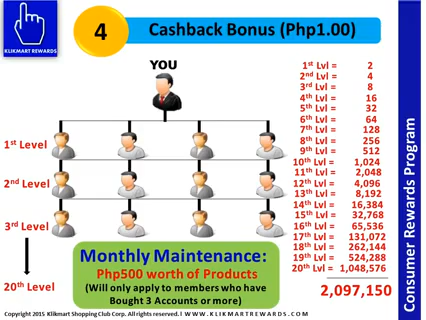 KLIKMART REWARDS
4
Cashback Bonus (Php1.00)
YOU
1st Level
2nd Level
3rd Level
20th Level
1st Lvl = 2
2nd Lvl = 4
3rd Lvl = 8
4th Lvl = 16
5th Lvl = 32
6th Lvl = 64
7th Lvl = 128
8th Lvl = 256
9th Lvl = 512
10th Lvl = 1,024
11th Lvl = 2,048
12th Lvl = 4,096
13th Lvl = 8,192
14th Lvl = 16,384
15th Lvl = 32,768
16th Lvl = 65,536
17th Lvl = 131,072
18th Lvl = 262,144
19th Lvl = 524,288
20th Lvl = 1,048,576
2,097,150
Monthly Maintenance:
Php500 worth of Products
(Will only apply to members who have
Bought 3 Accounts or more)
Consumer Rewards Program
Copyright 2015 Klikmart Shopping Club Corp. All rights reserved. I WWW.KLIKMARTREWARDS.COM